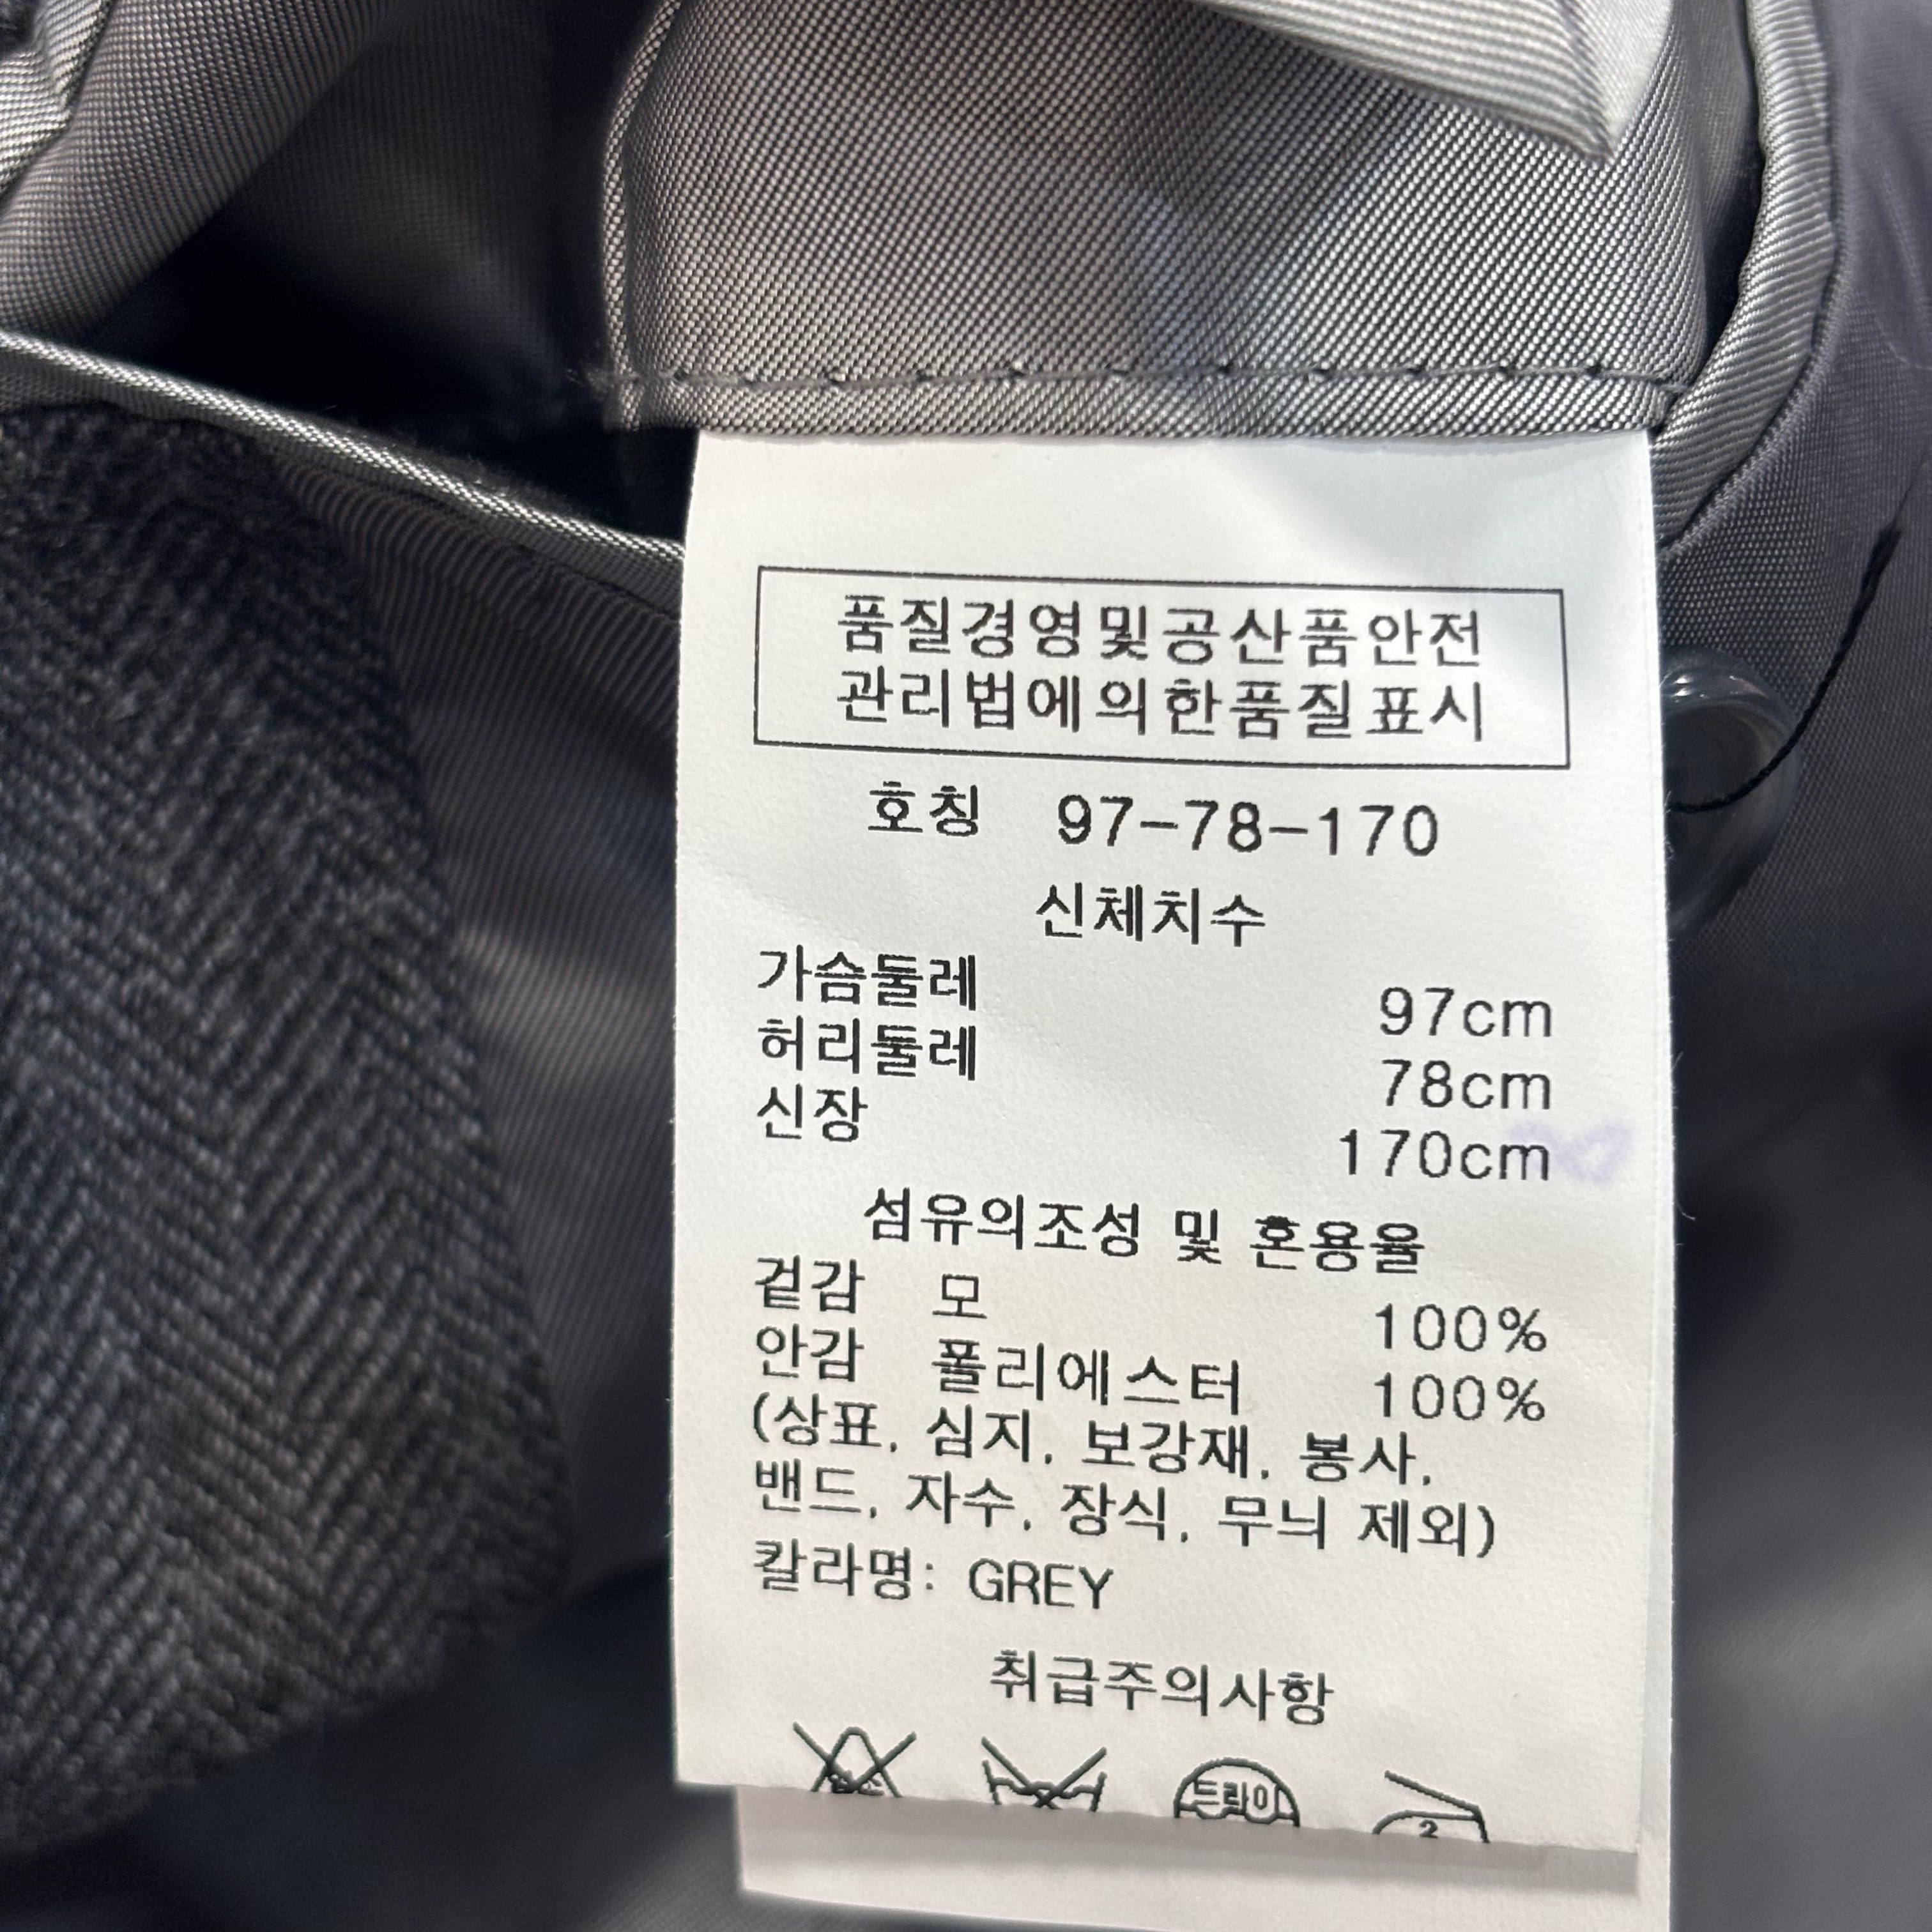 품질경영및공산품안전
관리법에의한품질표시
호칭 97-78-170
신체치수
가슴둘레 97cm
허리둘레 78cm
신장 170cm
섬유의조성 및 혼용율
겉감 모 100%
안감 폴리에스터 100%
(상표, 심지, 보강재, 봉사,
밴드, 자수, 장식, 무늬 제외)
칼라명: GREY
취급주의사항
드라이 2